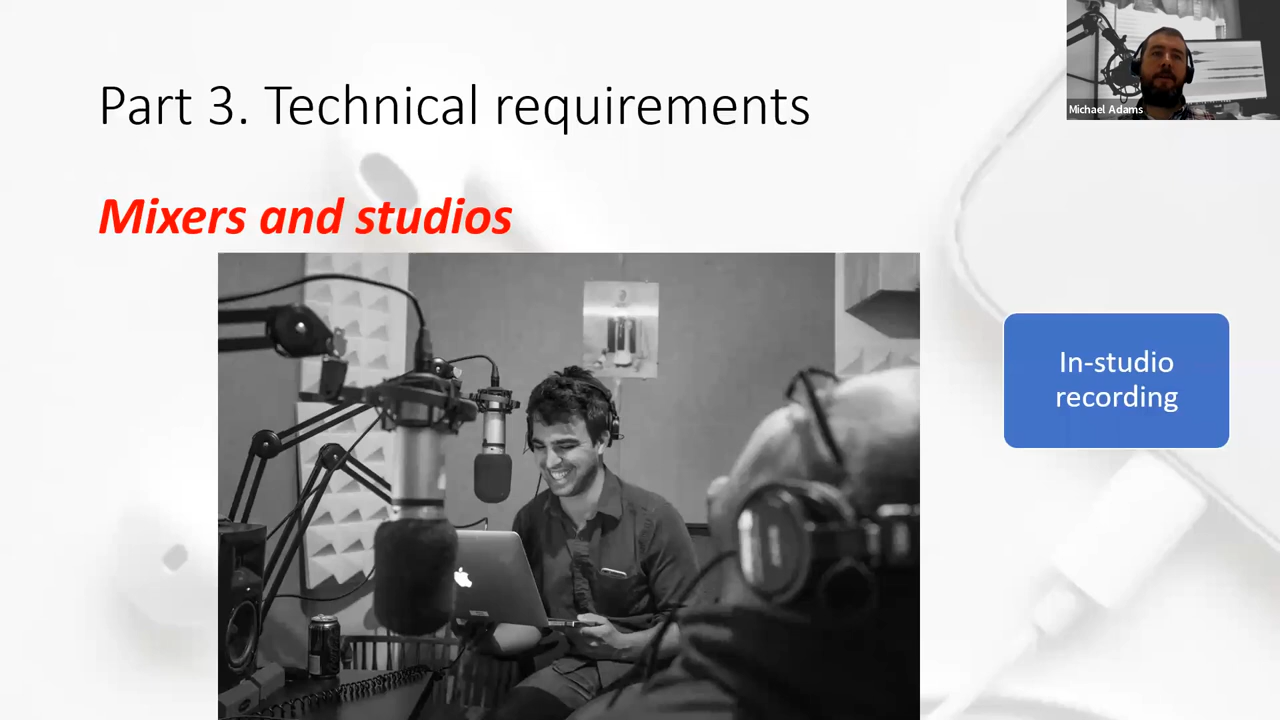 Part 3. Technical requirements
Michael Adams
Mixers and studios
In-studio
recording